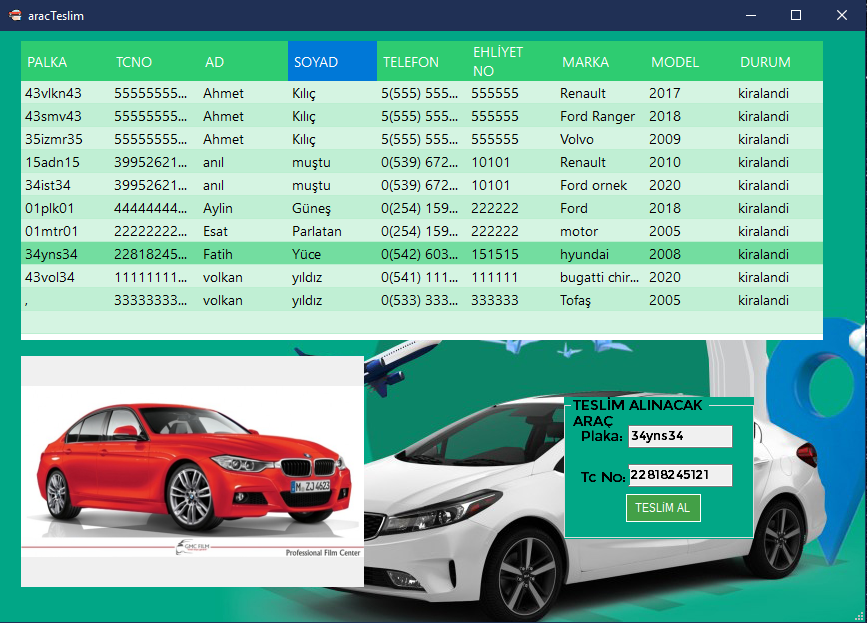 aracTeslim
PALKA TCNO AD SOYAD TELEFON EHLİYET NO MARKA MODEL DURUM
43vlkn43 55555555... Ahmet Kılıç 5(555) 555... 555555 Renault 2017 kiralandi
43smv43 55555555... Ahmet Kılıç 5(555) 555... 555555 Ford Ranger 2018 kiralandi
35izmr35 55555555... Ahmet Kılıç 5(555) 555... 555555 Volvo 2009 kiralandi
15adn15 39952621... anıl muştu 0(539) 672... 10101 Renault 2010 kiralandi
34ist34 39952621... anıl muştu 0(539) 672... 10101 Ford ornek 2020 kiralandi
01plk01 44444444... Aylin Güneş 0(254) 159... 222222 Ford 2018 kiralandi
01mtr01 22222222... Esat Parlatan 0(254) 159... 222222 motor 2005 kiralandi
34yns34 22818245... Fatih Yüce 0(542) 603... 151515 hyundai 2008 kiralandi
43vol34 11111111... volkan yıldız 0(541) 111... 111111 bugatti chir... 2020 kiralandi
, 33333333... volkan yıldız 0(533) 333... 333333 Tofaş 2005 kiralandi
M ZJ 4623
GMC FILM
Professional Film Center
TESLİM ALINACAK
ARAÇ
Plaka: 34yns34
Tc No: 22818245121
TESLİM AL